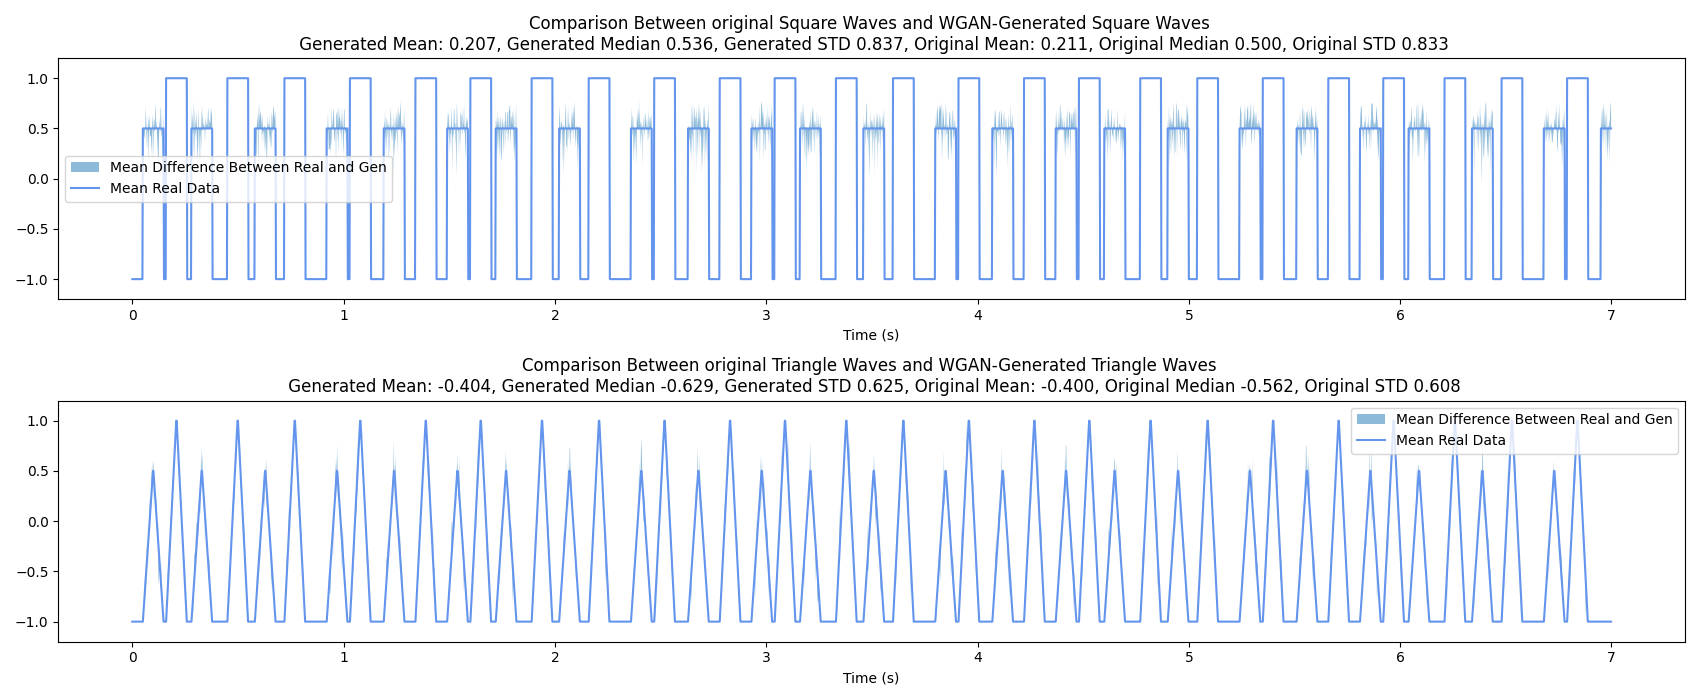 Comparison Between original Square Waves and WGAN-Generated Square Waves
Generated Mean: 0.207, Generated Median 0.536, Generated STD 0.837, Original Mean: 0.211, Original Median 0.500, Original STD 0.833
1.0
0.5
0.0
−0.5
−1.0
Mean Difference Between Real and Gen
Mean Real Data
0 1 2 3 4 5 6 7
Time (s)
Comparison Between original Triangle Waves and WGAN-Generated Triangle Waves
Generated Mean: -0.404, Generated Median -0.629, Generated STD 0.625, Original Mean: -0.400, Original Median -0.562, Original STD 0.608
1.0
0.5
0.0
−0.5
−1.0
Mean Difference Between Real and Gen
Mean Real Data
0 1 2 3 4 5 6 7
Time (s)